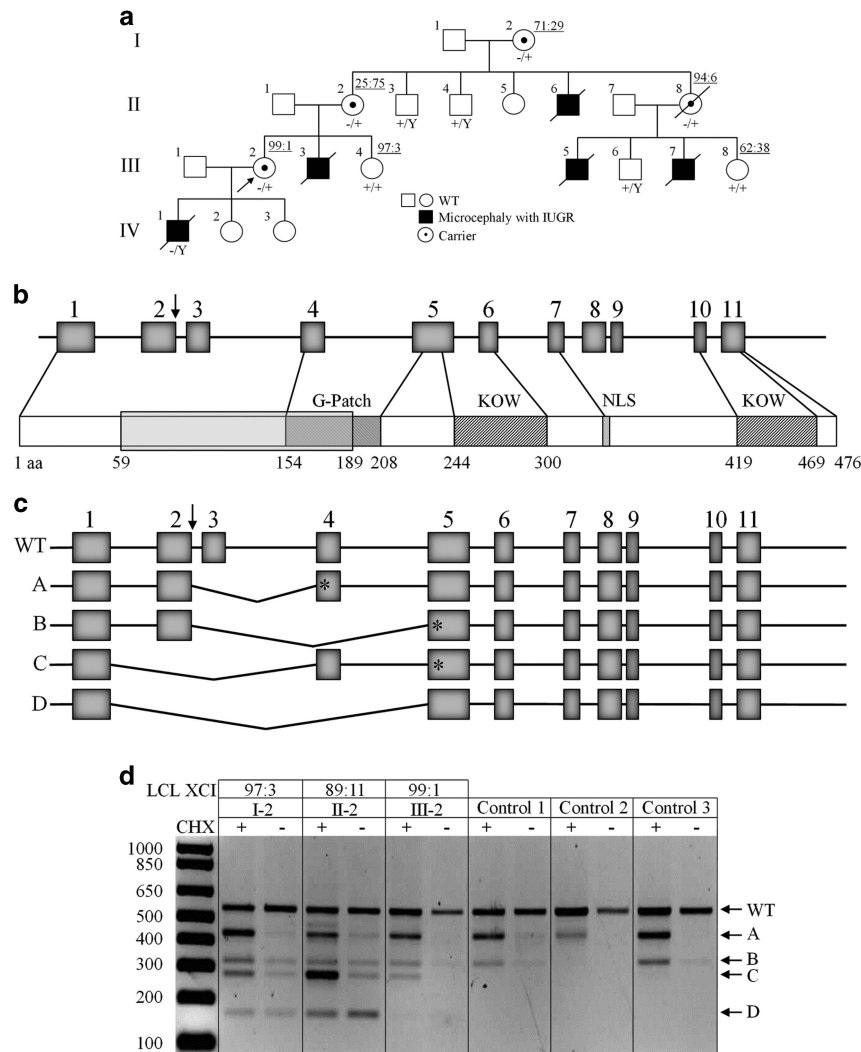 a
I
1
2
71:29
-/+
II
1
2
25:75
-/+
3
+/Y
4
+/Y
5
6
7
8
94:6
-/+
III
1
2
99:1
-/+
3
4
97:3
+/+
5
6
+/Y
7
8
62:38
+/+
IV
1
-/Y
2
3
WT
Microcephaly with IUGR
Carrier
b
1 2 3 4 5 6 7 8 9 10 11
G-Patch KOW NLS KOW
1 aa 59 154 189 208 244 300 419 469 476
c
1 2 3 4 5 6 7 8 9 10 11
WT
A *
B *
C *
D
d
LCL XCI 97:3 89:11 99:1
I-2 II-2 III-2 Control 1 Control 2 Control 3
CHX + - + - + - + - + - + -
1000
850
650
500
400
300
200
100
WT
A
B
C
D